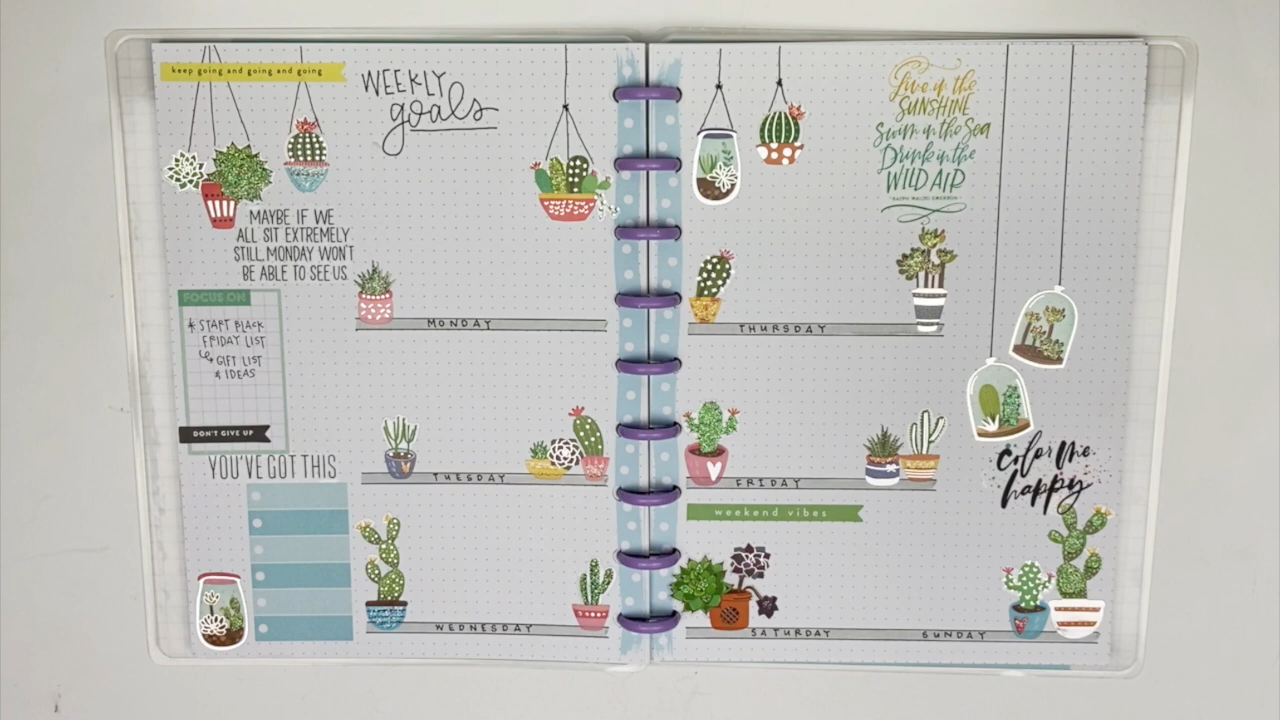 keep going and going and going
WEEKLY
goals
MAYBE IF WE
ALL SIT EXTREMELY
STILL, MONDAY WON'T
BE ABLE TO SEE US
FOCUS ON
* START BLACK
FRIDAY LIST
GIFT LIST
& IDEAS
DON'T GIVE UP
YOU'VE GOT THIS
MONDAY
TUESDAY
WEDNESDAY
Live in the
SUNSHINE
Swim in the Sea
Drink in the
WILD AIR
RALPH WALDO EMERSON
THURSDAY
FRIDAY
weekend vibes
color me
happy
SATURDAY
SUNDAY